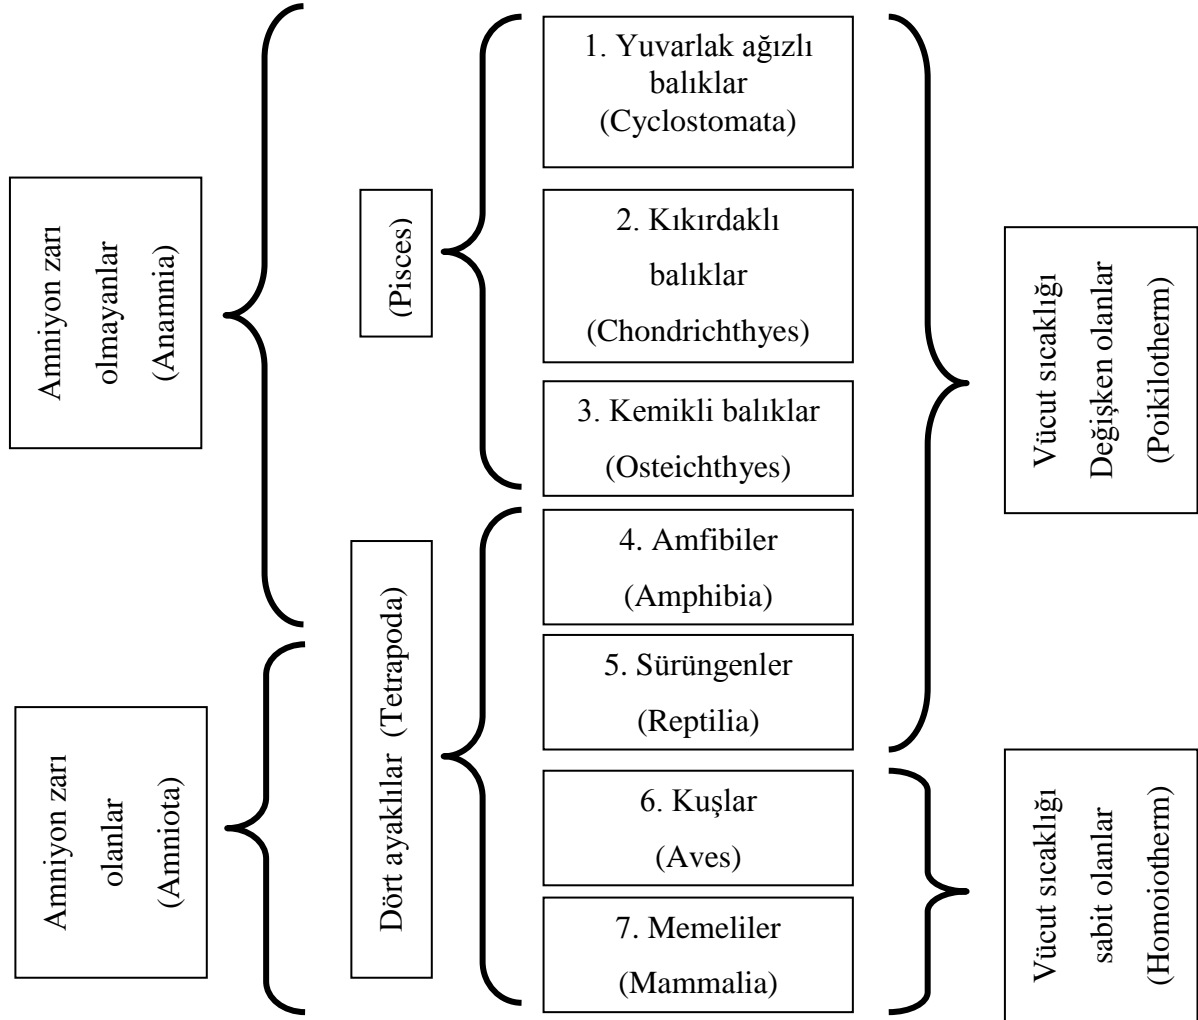 Amniyon zarı
olmayanlar
(Anamnia)
Amniyon zarı
olanlar
(Amniota)
(Pisces)
Dört ayaklılar (Tetrapoda)
1. Yuvarlak ağızlı
balıklar
(Cyclostomata)
2. Kıkırdaklı
balıklar
(Chondrichthyes)
3. Kemikli balıklar
(Osteichthyes)
4. Amfibiler
(Amphibia)
5. Sürüngenler
(Reptilia)
6. Kuşlar
(Aves)
7. Memeliler
(Mammalia)
Vücut sıcaklığı
Değişken olanlar
(Poikilotherm)
Vücut sıcaklığı
sabit olanlar
(Homoiotherm)